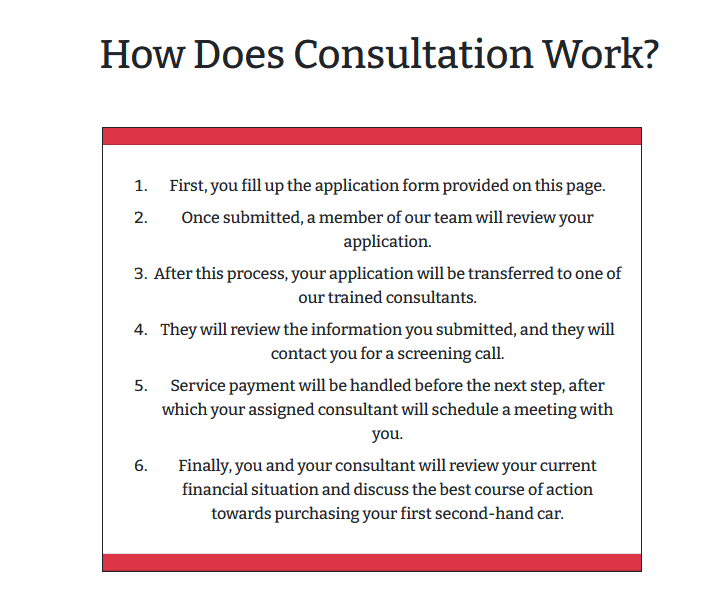 How Does Consultation Work?
1. First, you fill up the application form provided on this page.
2. Once submitted, a member of our team will review your
application.
3. After this process, your application will be transferred to one of
our trained consultants.
4. They will review the information you submitted, and they will
contact you for a screening call.
5. Service payment will be handled before the next step, after
which your assigned consultant will schedule a meeting with
you.
6. Finally, you and your consultant will review your current
financial situation and discuss the best course of action
towards purchasing your first second-hand car.